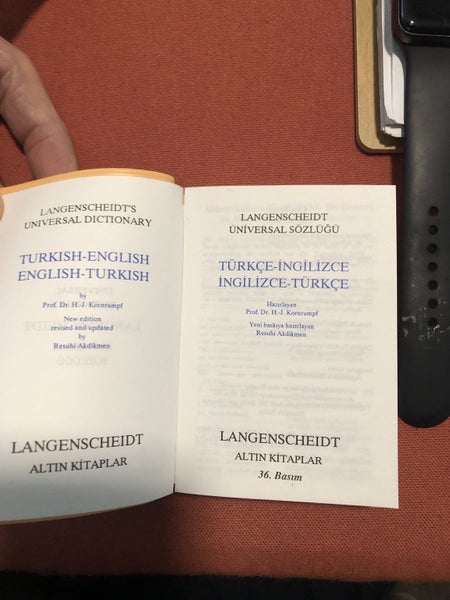 LANGENSCHEIDT'S
UNIVERSAL DICTIONARY
TURKISH-ENGLISH
ENGLISH-TURKISH
by
Prof. Dr. H.-J. Kornrumpf
New edition
revised and updated
by
Resuhi Akdikmen
LANGENSCHEIDT
ALTIN KİTAPLAR
LANGENSCHEIDT
ÜNİVERSAL SÖZLÜĞÜ
TÜRKÇE-İNGİLİZCE
İNGİLİZCE-TÜRKÇE
Hazırlayan
Prof. Dr. H.-J. Kornrumpf
Yeni baskıya hazırlayan
Resuhi Akdikmen
LANGENSCHEIDT
ALTIN KİTAPLAR
36. Basım